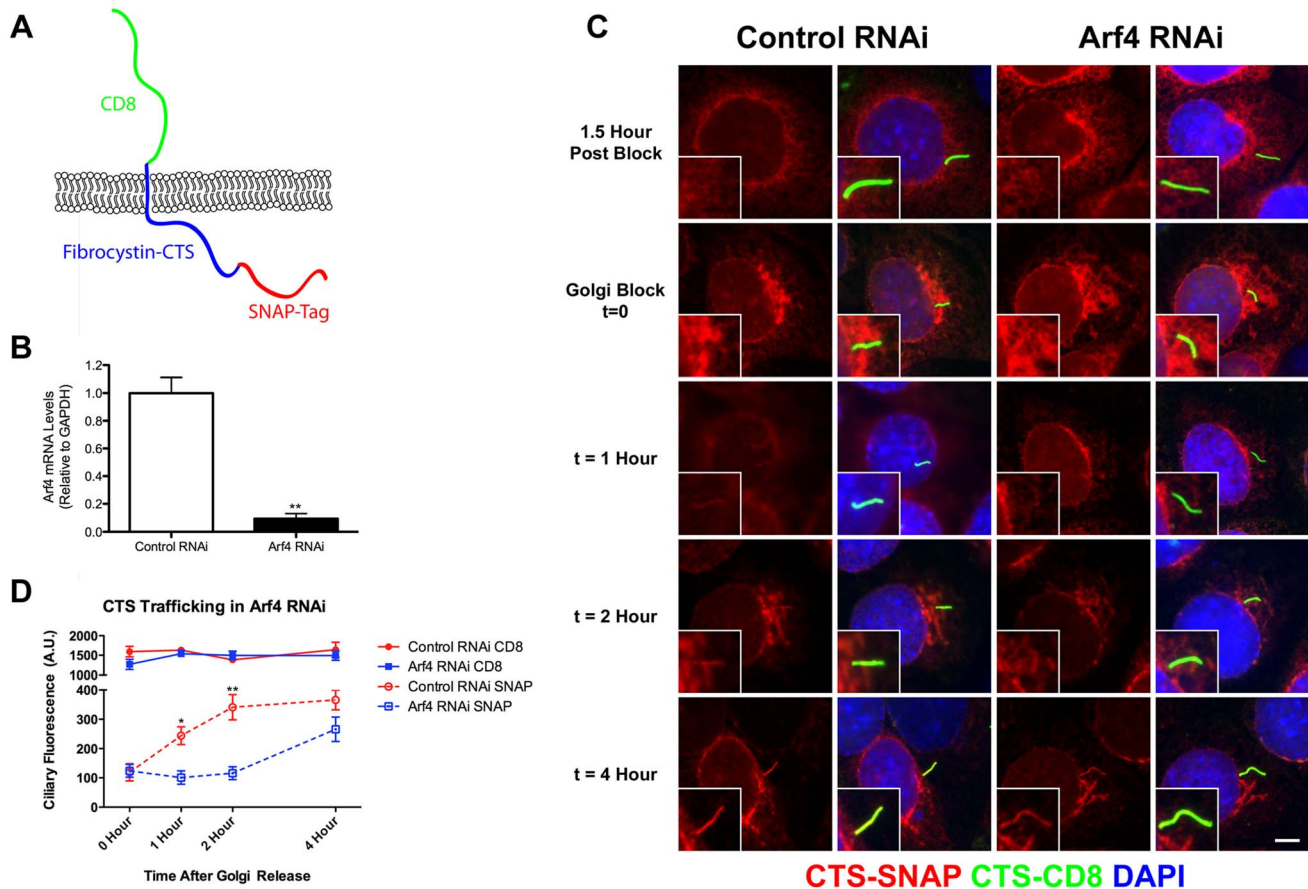 A
CD8
Fibrocystin-CTS
SNAP-Tag
B
Arf4 mRNA Levels
(Relative to GAPDH)
1.2
1.0
0.8
0.6
0.4
0.2
0.0
**
Control RNAi
Arf4 RNAi
D
CTS Trafficking in Arf4 RNAi
Ciliary Fluorescence (A.U.)
2000
1500
1000
400
300
200
100
0
*
**
0 Hour
1 Hour
2 Hour
4 Hour
Time After Golgi Release
Control RNAi CD8
Arf4 RNAi CD8
Control RNAi SNAP
Arf4 RNAi SNAP
C
Control RNAi
Arf4 RNAi
1.5 Hour
Post Block
Golgi Block
t=0
t = 1 Hour
t = 2 Hour
t = 4 Hour
CTS-SNAP CTS-CD8 DAPI